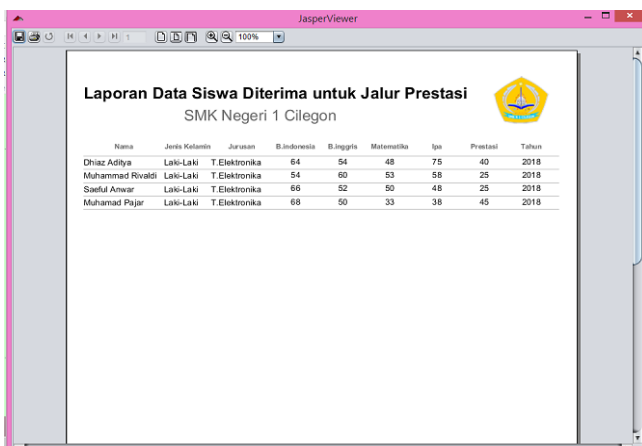 JasperViewer
1 100%
Laporan Data Siswa Diterima untuk Jalur Prestasi
SMK Negeri 1 Cilegon
Nama Jenis Kelamin Jurusan B.indonesia B.inggris Matematika Ipa Prestasi Tahun
Dhiaz Aditya Laki-Laki T.Elektronika 64 54 48 75 40 2018
Muhammad Rivaldi Laki-Laki T.Elektronika 54 60 53 58 25 2018
Saeful Anwar Laki-Laki T.Elektronika 66 52 50 48 25 2018
Muhamad Pajar Laki-Laki T.Elektronika 68 50 33 38 45 2018